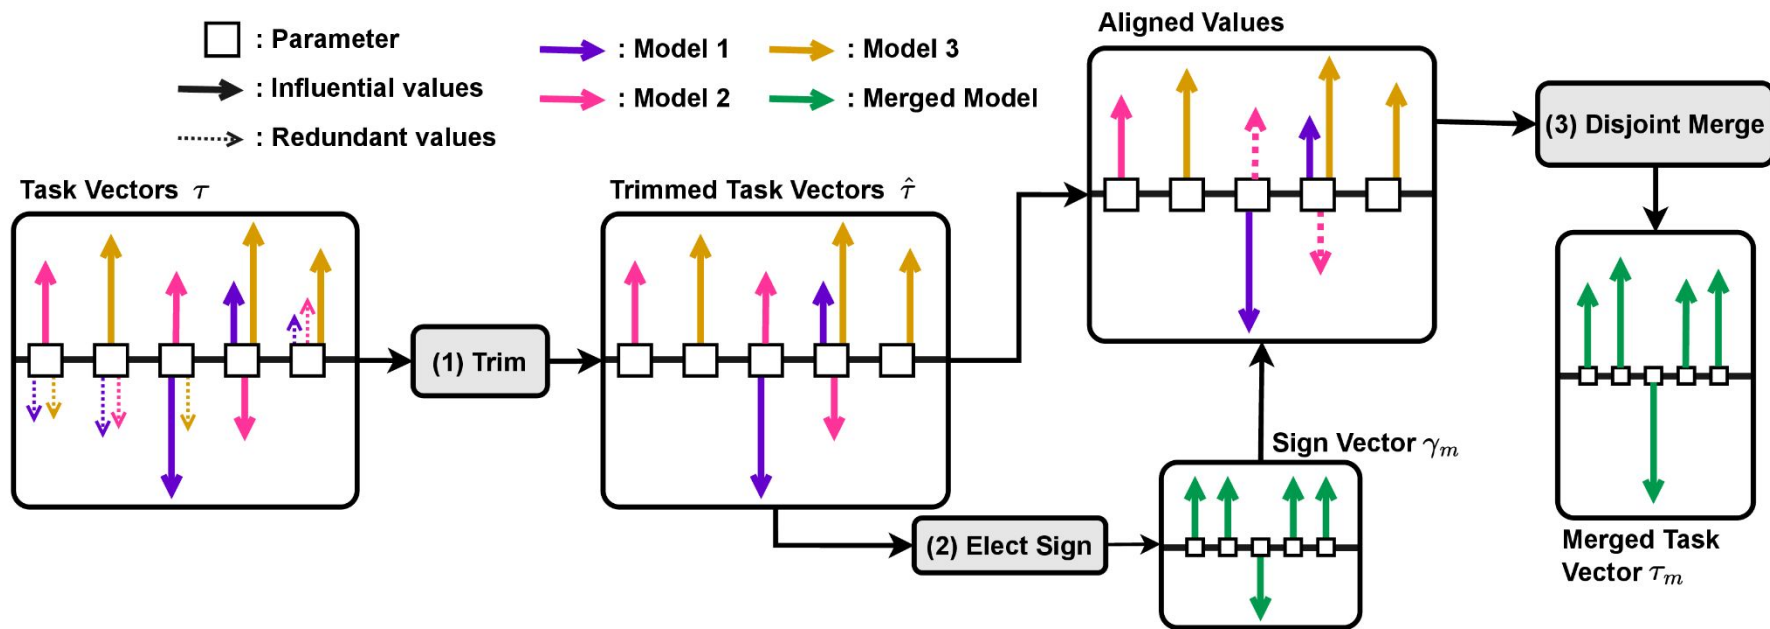 : Parameter
: Influential values
: Redundant values
: Model 1
: Model 2
: Model 3
: Merged Model
Task Vectors τ
(1) Trim
Trimmed Task Vectors τ̂
(2) Elect Sign
Sign Vector γₘ
Aligned Values
(3) Disjoint Merge
Merged Task
Vector τₘ